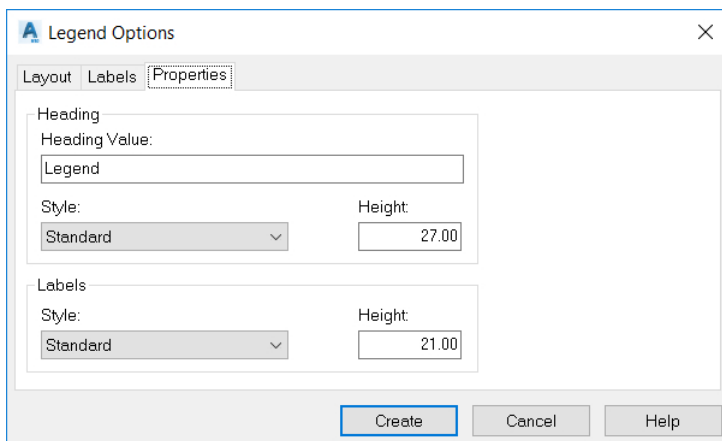 Legend Options
Layout Labels Properties
Heading
Heading Value:
Legend
Style: Height:
Standard 27.00
Labels
Style: Height:
Standard 21.00
Create Cancel Help